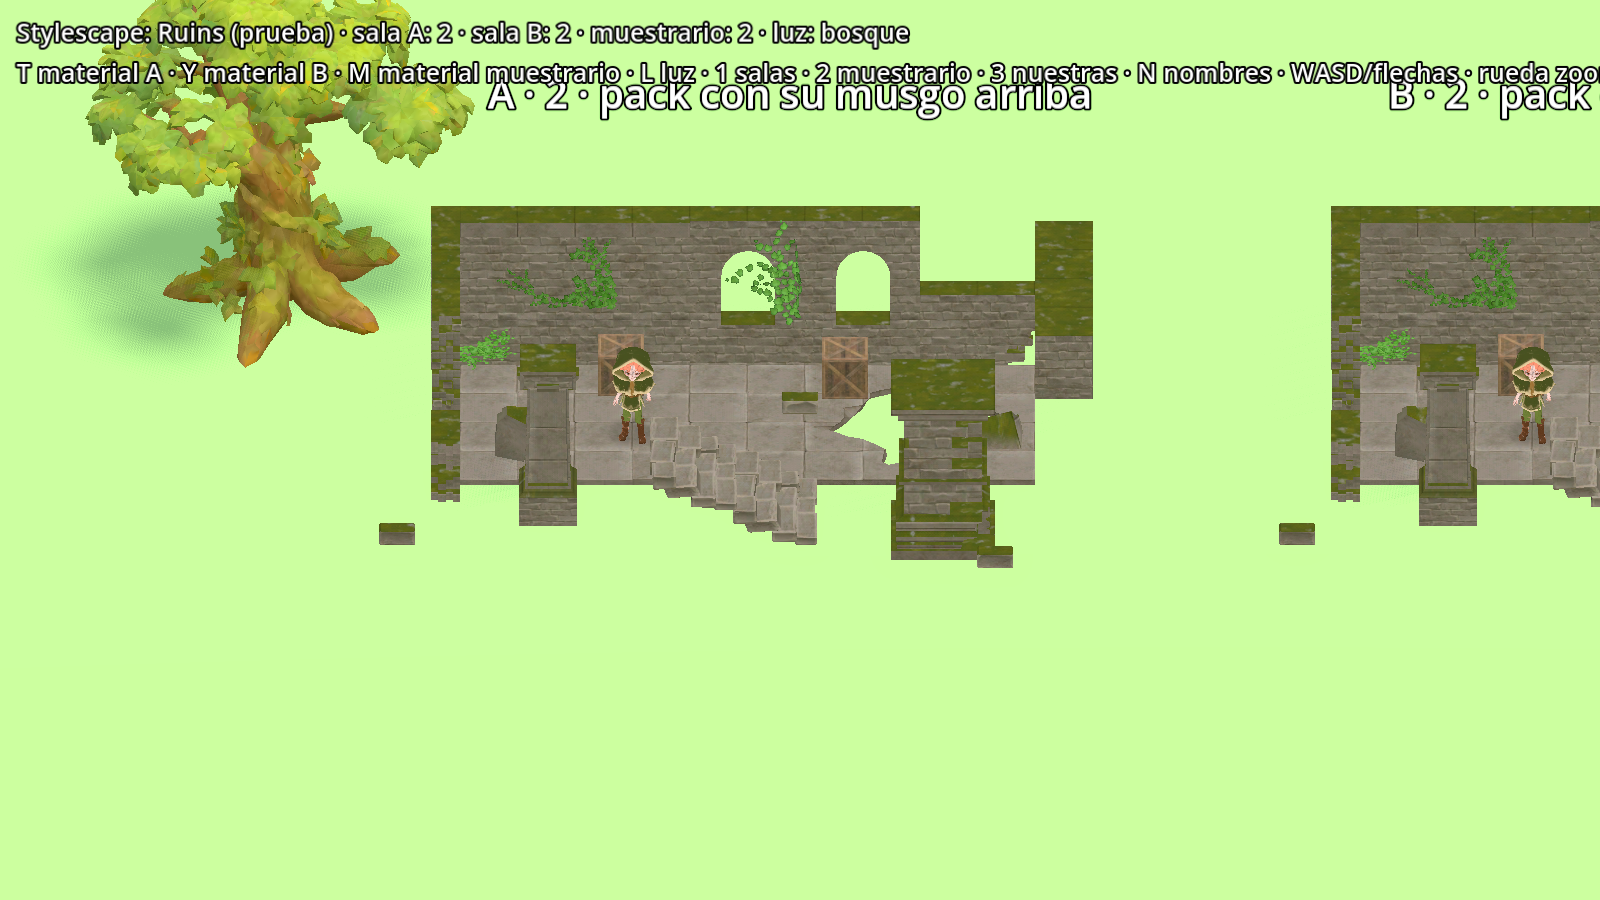 Stylescape: Ruins (prueba) · sala A: 2 · sala B: 2 · muestrario: 2 · luz: bosque
T material A · Y material B · M material muestrario · L luz · 1 salas · 2 muestrario · 3 nuestras · N nombres · WASD/flechas · rueda zoo
A · 2 · pack con su musgo arriba
B · 2 · pack